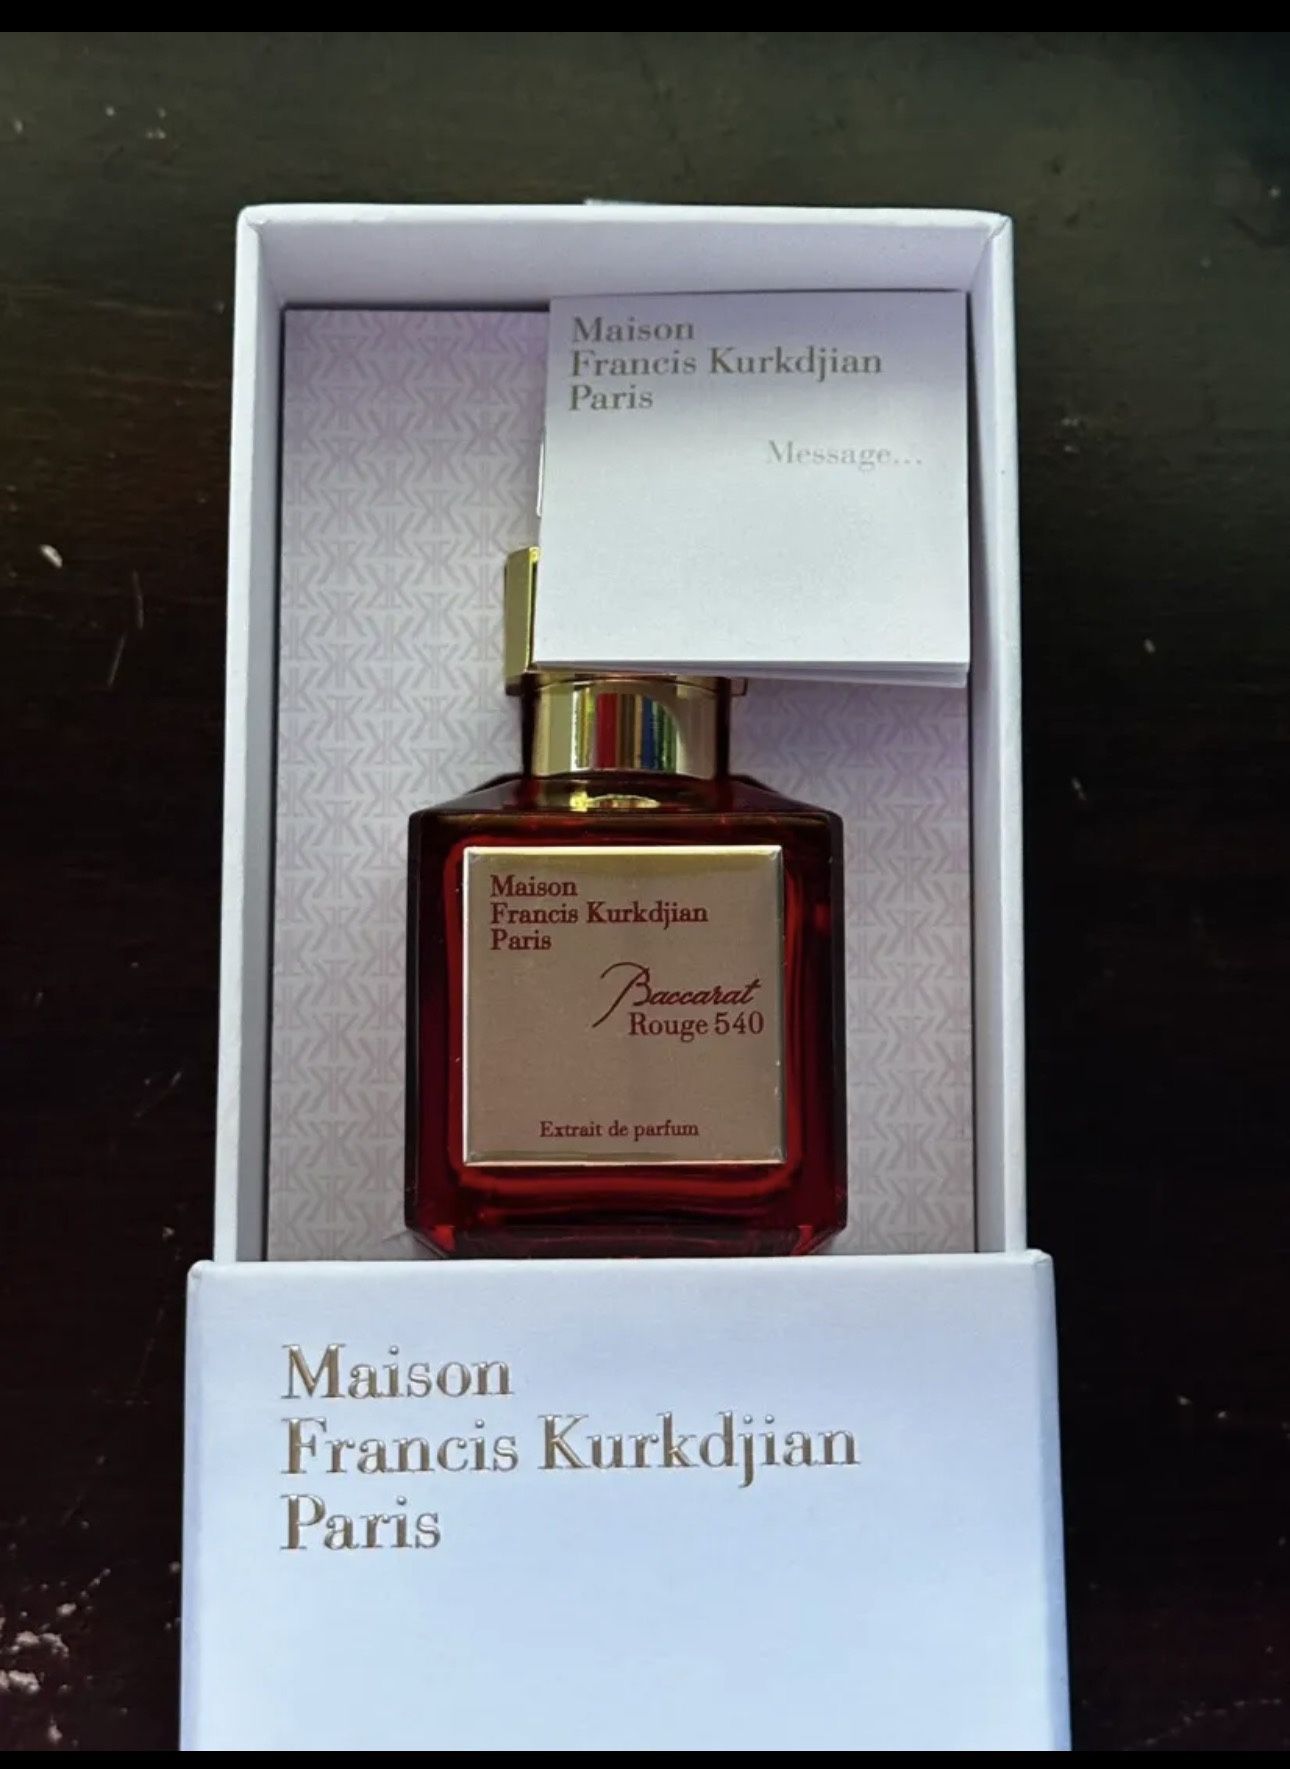 Maison
Francis Kurkdjian
Paris
Message...
Maison
Francis Kurkdjian
Paris
Baccarat
Rouge 540
Extrait de parfum
Maison
Francis Kurkdjian
Paris